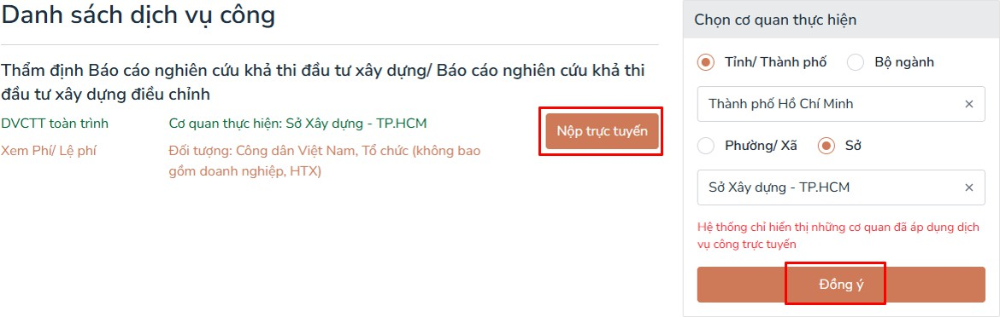 Danh sách dịch vụ công
Thẩm định Báo cáo nghiên cứu khả thi đầu tư xây dựng/ Báo cáo nghiên cứu khả thi
đầu tư xây dựng điều chỉnh
DVCTT toàn trình
Cơ quan thực hiện: Sở Xây dựng - TP.HCM
Nộp trực tuyến
Xem Phí/ Lệ phí
Đối tượng: Công dân Việt Nam, Tổ chức (không bao
gồm doanh nghiệp, HTX)
Chọn cơ quan thực hiện
Tỉnh/ Thành phố
Bộ ngành
Thành phố Hồ Chí Minh ×
Phường/ Xã
Sở
Sở Xây dựng - TP.HCM ×
Hệ thống chỉ hiển thị những cơ quan đã áp dụng dịch
vụ công trực tuyến
Đồng ý